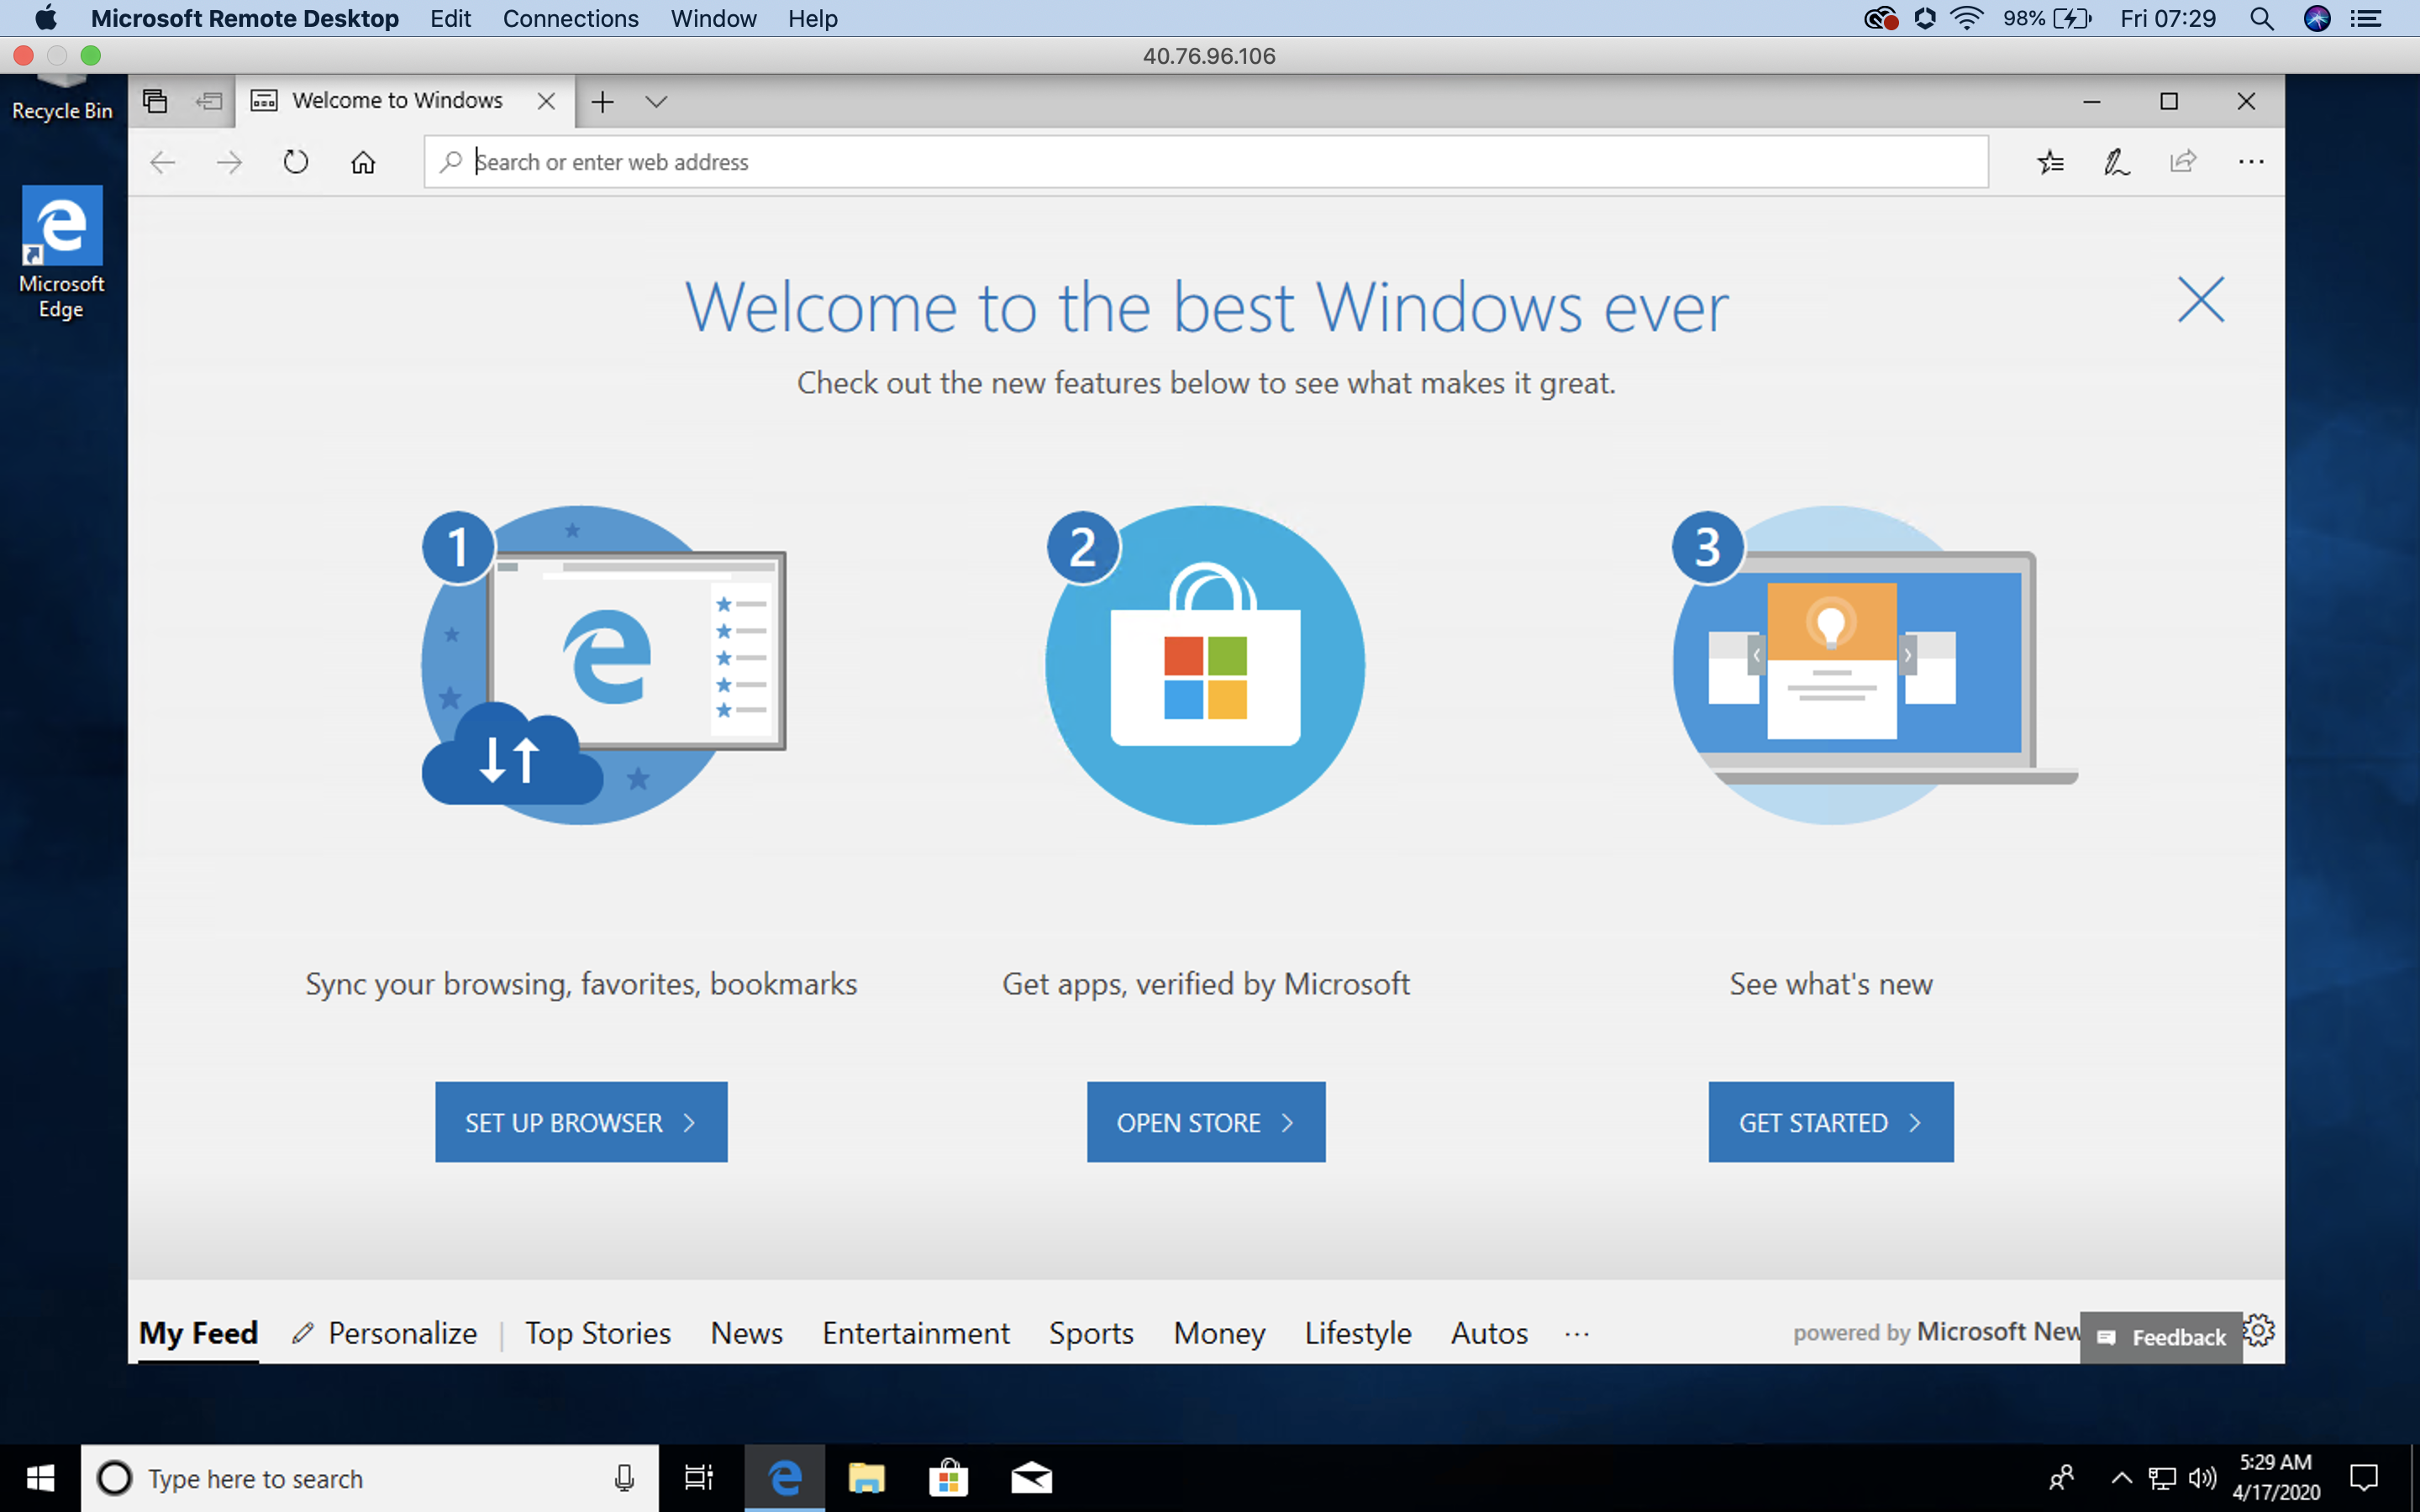 Microsoft Remote Desktop Edit Connections Window Help 98% Fri 07:29
40.76.96.106
Recycle Bin
Welcome to Windows
Search or enter web address
Microsoft
Edge
Welcome to the best Windows ever
Check out the new features below to see what makes it great.
1 2 3
Sync your browsing, favorites, bookmarks
Get apps, verified by Microsoft
See what's new
SET UP BROWSER
OPEN STORE
GET STARTED
My Feed Personalize Top Stories News Entertainment Sports Money Lifestyle Autos ... powered by Microsoft New Feedback
Type here to search
5:29 AM
4/17/2020